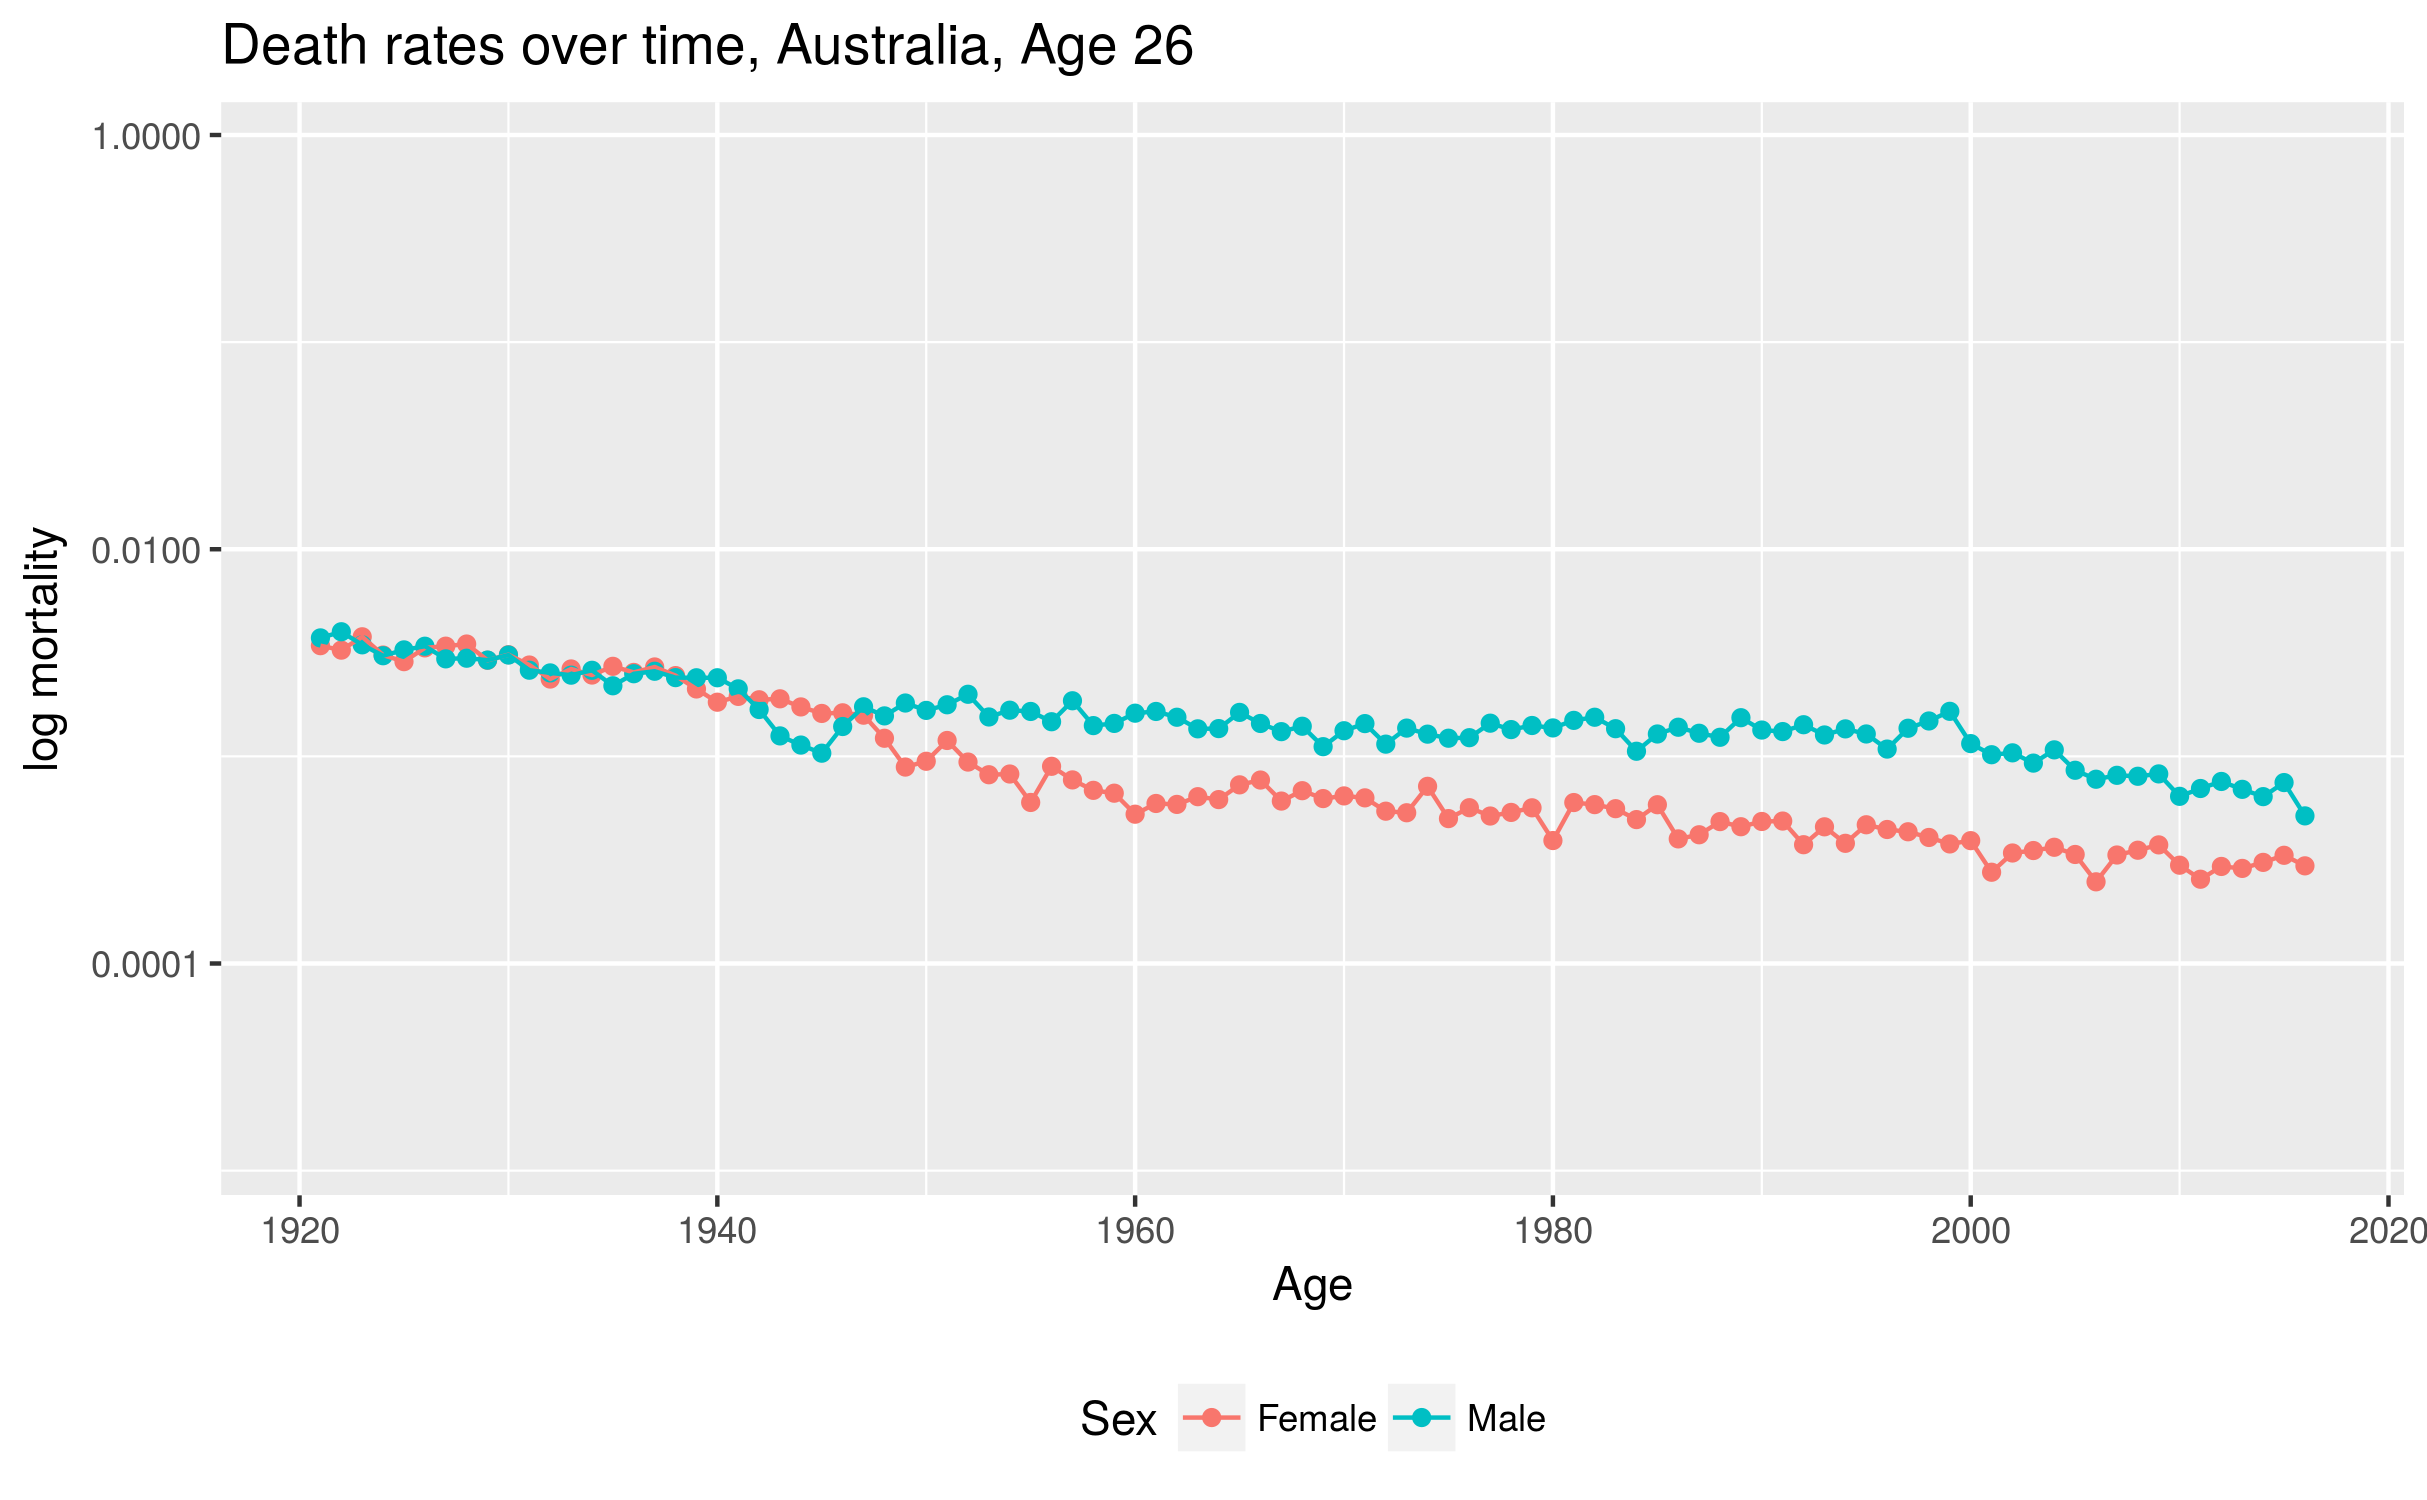 Death rates over time, Australia, Age 26
1.0000
0.0100
0.0001
log mortality
1920 1940 1960 1980 2000 2020
Age
Sex Female Male